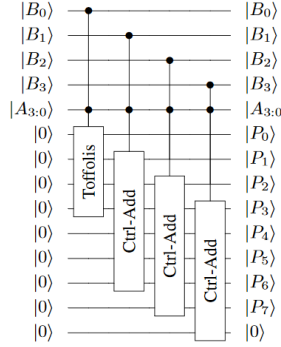 |B₀⟩ |B₀⟩
|B₁⟩ |B₁⟩
|B₂⟩ |B₂⟩
|B₃⟩ |B₃⟩
|A₃:₀⟩ |A₃:₀⟩
|0⟩ |P₀⟩
|0⟩ |P₁⟩
|0⟩ |P₂⟩
|0⟩ |P₃⟩
|0⟩ |P₄⟩
|0⟩ |P₅⟩
|0⟩ |P₆⟩
|0⟩ |P₇⟩
|0⟩ |0⟩
Toffolis
Ctrl-Add
Ctrl-Add
Ctrl-Add